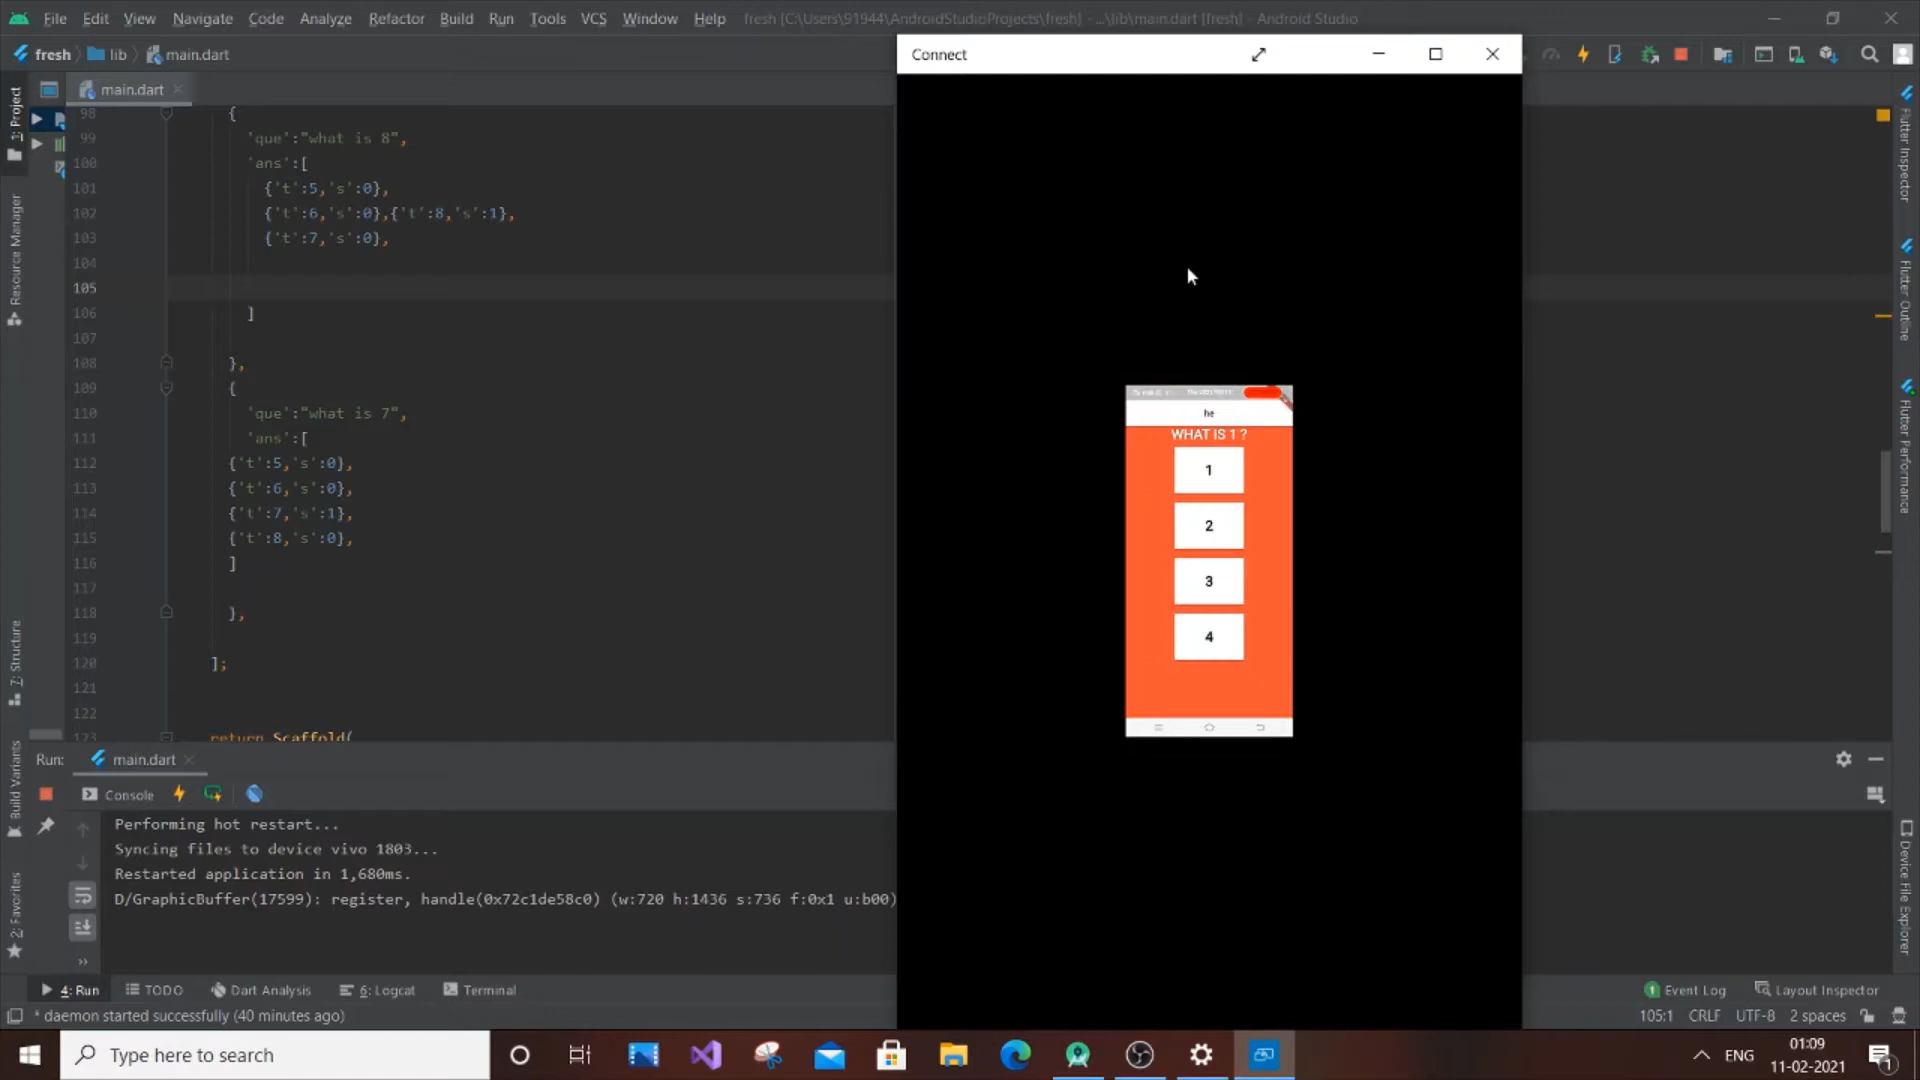 File Edit View Navigate Code Analyze Refactor Build Run Tools VCS Window Help fresh [C:\Users\91944\AndroidStudioProjects\fresh] - ...\lib\main.dart [fresh] - Android Studio
fresh lib main.dart
Connect
main.dart
1: Project
Resource Manager
7: Structure
Build Variants
2: Favorites
98 {
99 'que':"what is 8",
100 'ans':[
101 {'t':5,'s':0},
102 {'t':6,'s':0},{'t':8,'s':1},
103 {'t':7,'s':0},
104
105
106 ]
107
108 },
109 {
110 'que':"what is 7",
111 'ans':[
112 {'t':5,'s':0},
113 {'t':6,'s':0},
114 {'t':7,'s':1},
115 {'t':8,'s':0},
116 ]
117
118 },
119
120 ];
121
122
123 return Scaffold(
he
WHAT IS 1 ?
1
2
3
4
Flutter Inspector
Flutter Outline
Flutter Performance
Device File Explorer
Run: main.dart
Console
Performing hot restart...
Syncing files to device vivo 1803...
Restarted application in 1,680ms.
D/GraphicBuffer(17599): register, handle(0x72c1de58c0) (w:720 h:1436 s:736 f:0x1 u:b00)
4: Run TODO Dart Analysis 6: Logcat Terminal 1 Event Log Layout Inspector
* daemon started successfully (40 minutes ago) 105:1 CRLF UTF-8 2 spaces
Type here to search ENG 01:09
11-02-2021 1